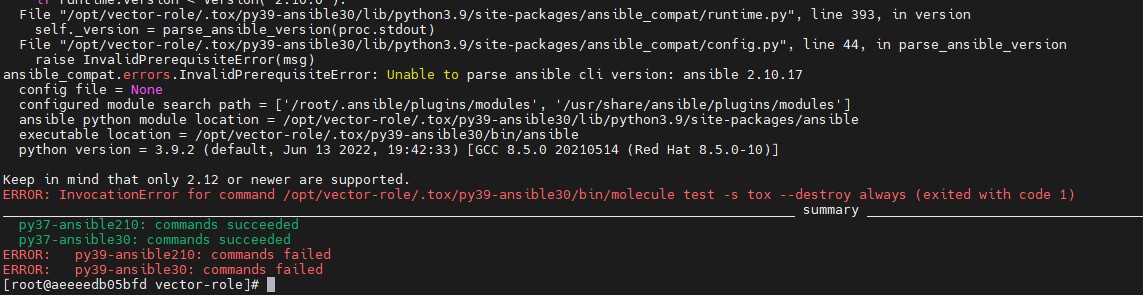 if runtime.version < Version("2.10.0"):
  File "/opt/vector-role/.tox/py39-ansible30/lib/python3.9/site-packages/ansible_compat/runtime.py", line 393, in version
    self._version = parse_ansible_version(proc.stdout)
  File "/opt/vector-role/.tox/py39-ansible30/lib/python3.9/site-packages/ansible_compat/config.py", line 44, in parse_ansible_version
    raise InvalidPrerequisiteError(msg)
ansible_compat.errors.InvalidPrerequisiteError: Unable to parse ansible cli version: ansible 2.10.17
  config file = None
  configured module search path = ['/root/.ansible/plugins/modules', '/usr/share/ansible/plugins/modules']
  ansible python module location = /opt/vector-role/.tox/py39-ansible30/lib/python3.9/site-packages/ansible
  executable location = /opt/vector-role/.tox/py39-ansible30/bin/ansible
  python version = 3.9.2 (default, Jun 13 2022, 19:42:33) [GCC 8.5.0 20210514 (Red Hat 8.5.0-10)]
Keep in mind that only 2.12 or newer are supported.
ERROR: InvocationError for command /opt/vector-role/.tox/py39-ansible30/bin/molecule test -s tox --destroy always (exited with code 1)
summary
  py37-ansible210: commands succeeded
  py37-ansible30: commands succeeded
ERROR:   py39-ansible210: commands failed
ERROR:   py39-ansible30: commands failed
[root@aeeeedb05bfd vector-role]#